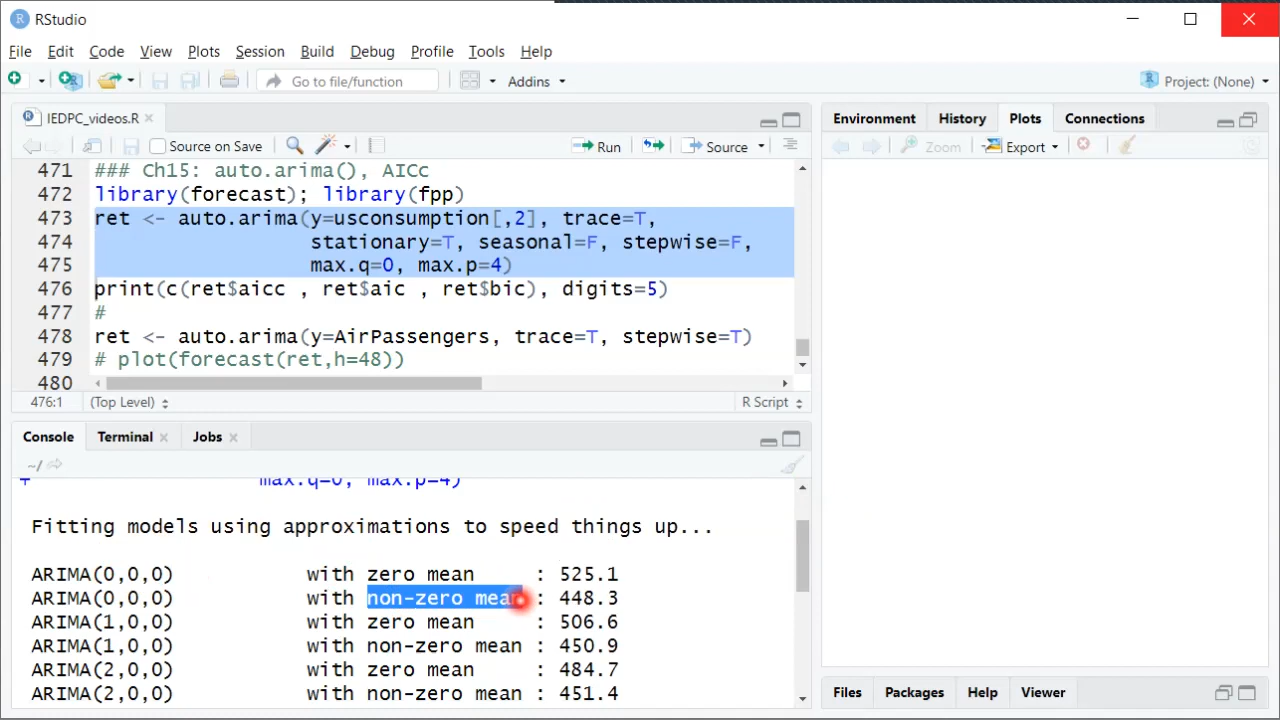 RStudio
File Edit Code View Plots Session Build Debug Profile Tools Help
Go to file/function Addins Project: (None)
IEDPC_videos.R
Source on Save Run Source
471 ### Ch15: auto.arima(), AICc
472 library(forecast); library(fpp)
473 ret <- auto.arima(y=usconsumption[,2], trace=T,
474 stationary=T, seasonal=F, stepwise=F,
475 max.q=0, max.p=4)
476 print(c(ret$aicc , ret$aic , ret$bic), digits=5)
477 #
478 ret <- auto.arima(y=AirPassengers, trace=T, stepwise=T)
479 # plot(forecast(ret,h=48))
480
476:1 (Top Level) R Script
Console Terminal Jobs
~/
+ max.q=0, max.p=4)
Fitting models using approximations to speed things up...
ARIMA(0,0,0) with zero mean : 525.1
ARIMA(0,0,0) with non-zero mean : 448.3
ARIMA(1,0,0) with zero mean : 506.6
ARIMA(1,0,0) with non-zero mean : 450.9
ARIMA(2,0,0) with zero mean : 484.7
ARIMA(2,0,0) with non-zero mean : 451.4
Environment History Plots Connections
Zoom Export
Files Packages Help Viewer